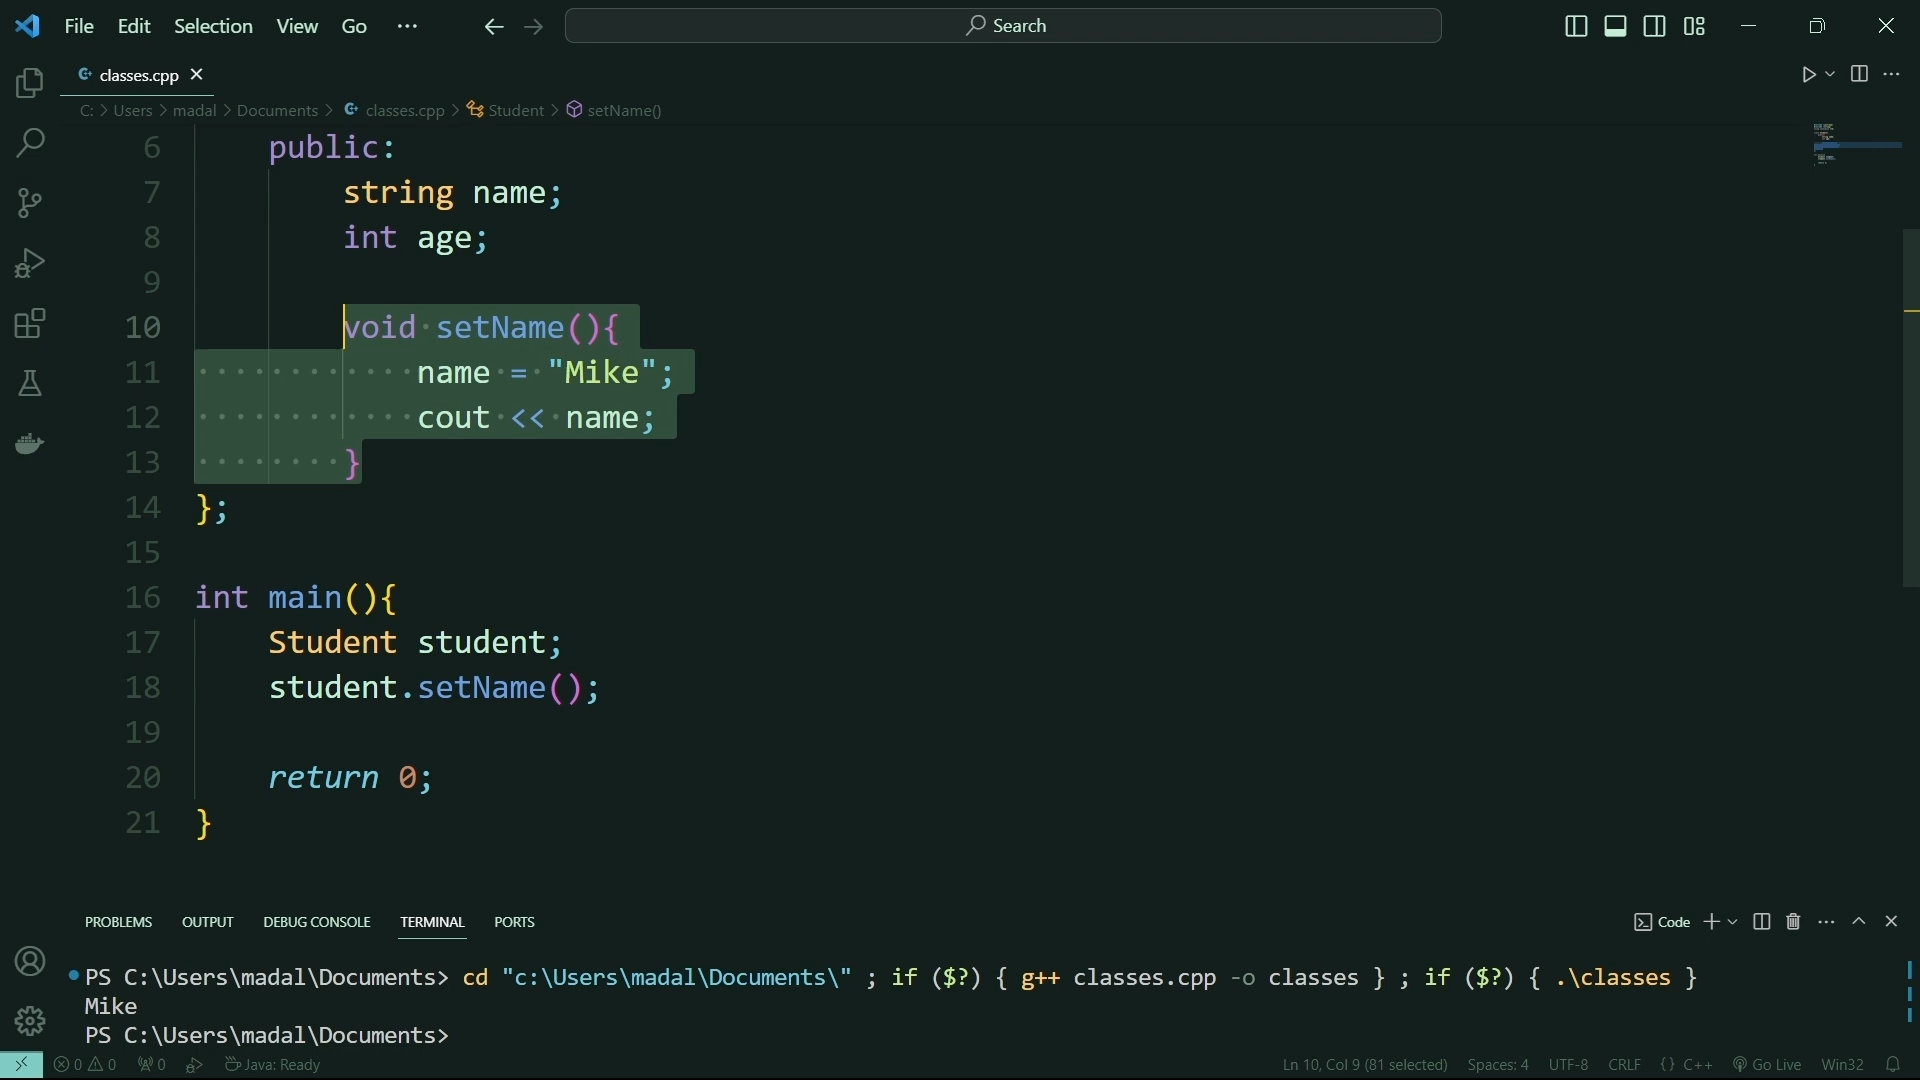 File Edit Selection View Go ··· Search
classes.cpp
C: > Users > madal > Documents > classes.cpp > Student > setName()
6 public:
7 string name;
8 int age;
9
10 void setName(){
11 name = "Mike";
12 cout << name;
13 }
14 };
15
16 int main(){
17 Student student;
18 student.setName();
19
20 return 0;
21 }
PROBLEMS OUTPUT DEBUG CONSOLE TERMINAL PORTS Code
PS C:\Users\madal\Documents> cd "c:\Users\madal\Documents\" ; if ($?) { g++ classes.cpp -o classes } ; if ($?) { .\classes }
Mike
PS C:\Users\madal\Documents>
0 0 0 Java: Ready Ln 10, Col 9 (81 selected) Spaces: 4 UTF-8 CRLF {} C++ Go Live Win32